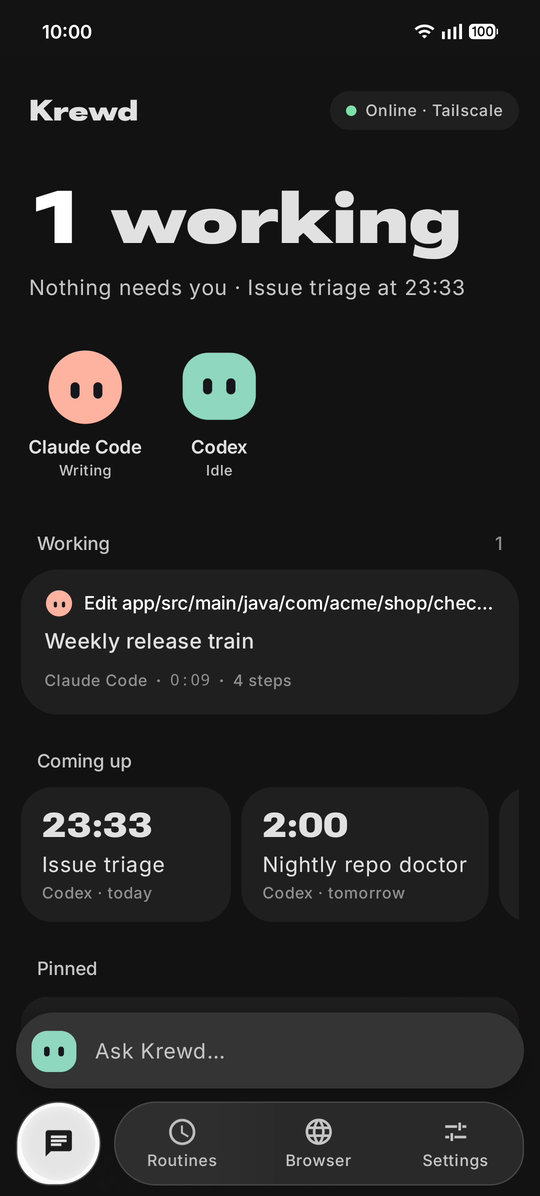 10:00
100
Krewd
Online · Tailscale
1 working
Nothing needs you · Issue triage at 23:33
Claude Code
Writing
Codex
Idle
Working
1
Edit app/src/main/java/com/acme/shop/chec...
Weekly release train
Claude Code · 0:09 · 4 steps
Coming up
23:33
Issue triage
Codex · today
2:00
Nightly repo doctor
Codex · tomorrow
Pinned
Ask Krewd...
Routines
Browser
Settings